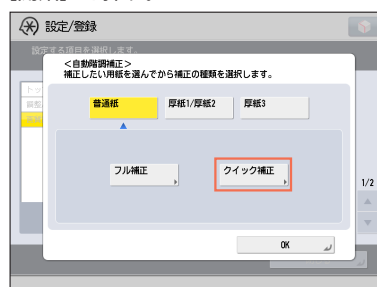 設定/登録
設定する項目を選択します。
<自動階調補正>
補正したい用紙を選んでから補正の種類を選択します。
普通紙
厚紙1/厚紙2
厚紙3
フル補正
クイック補正
1/2
OK